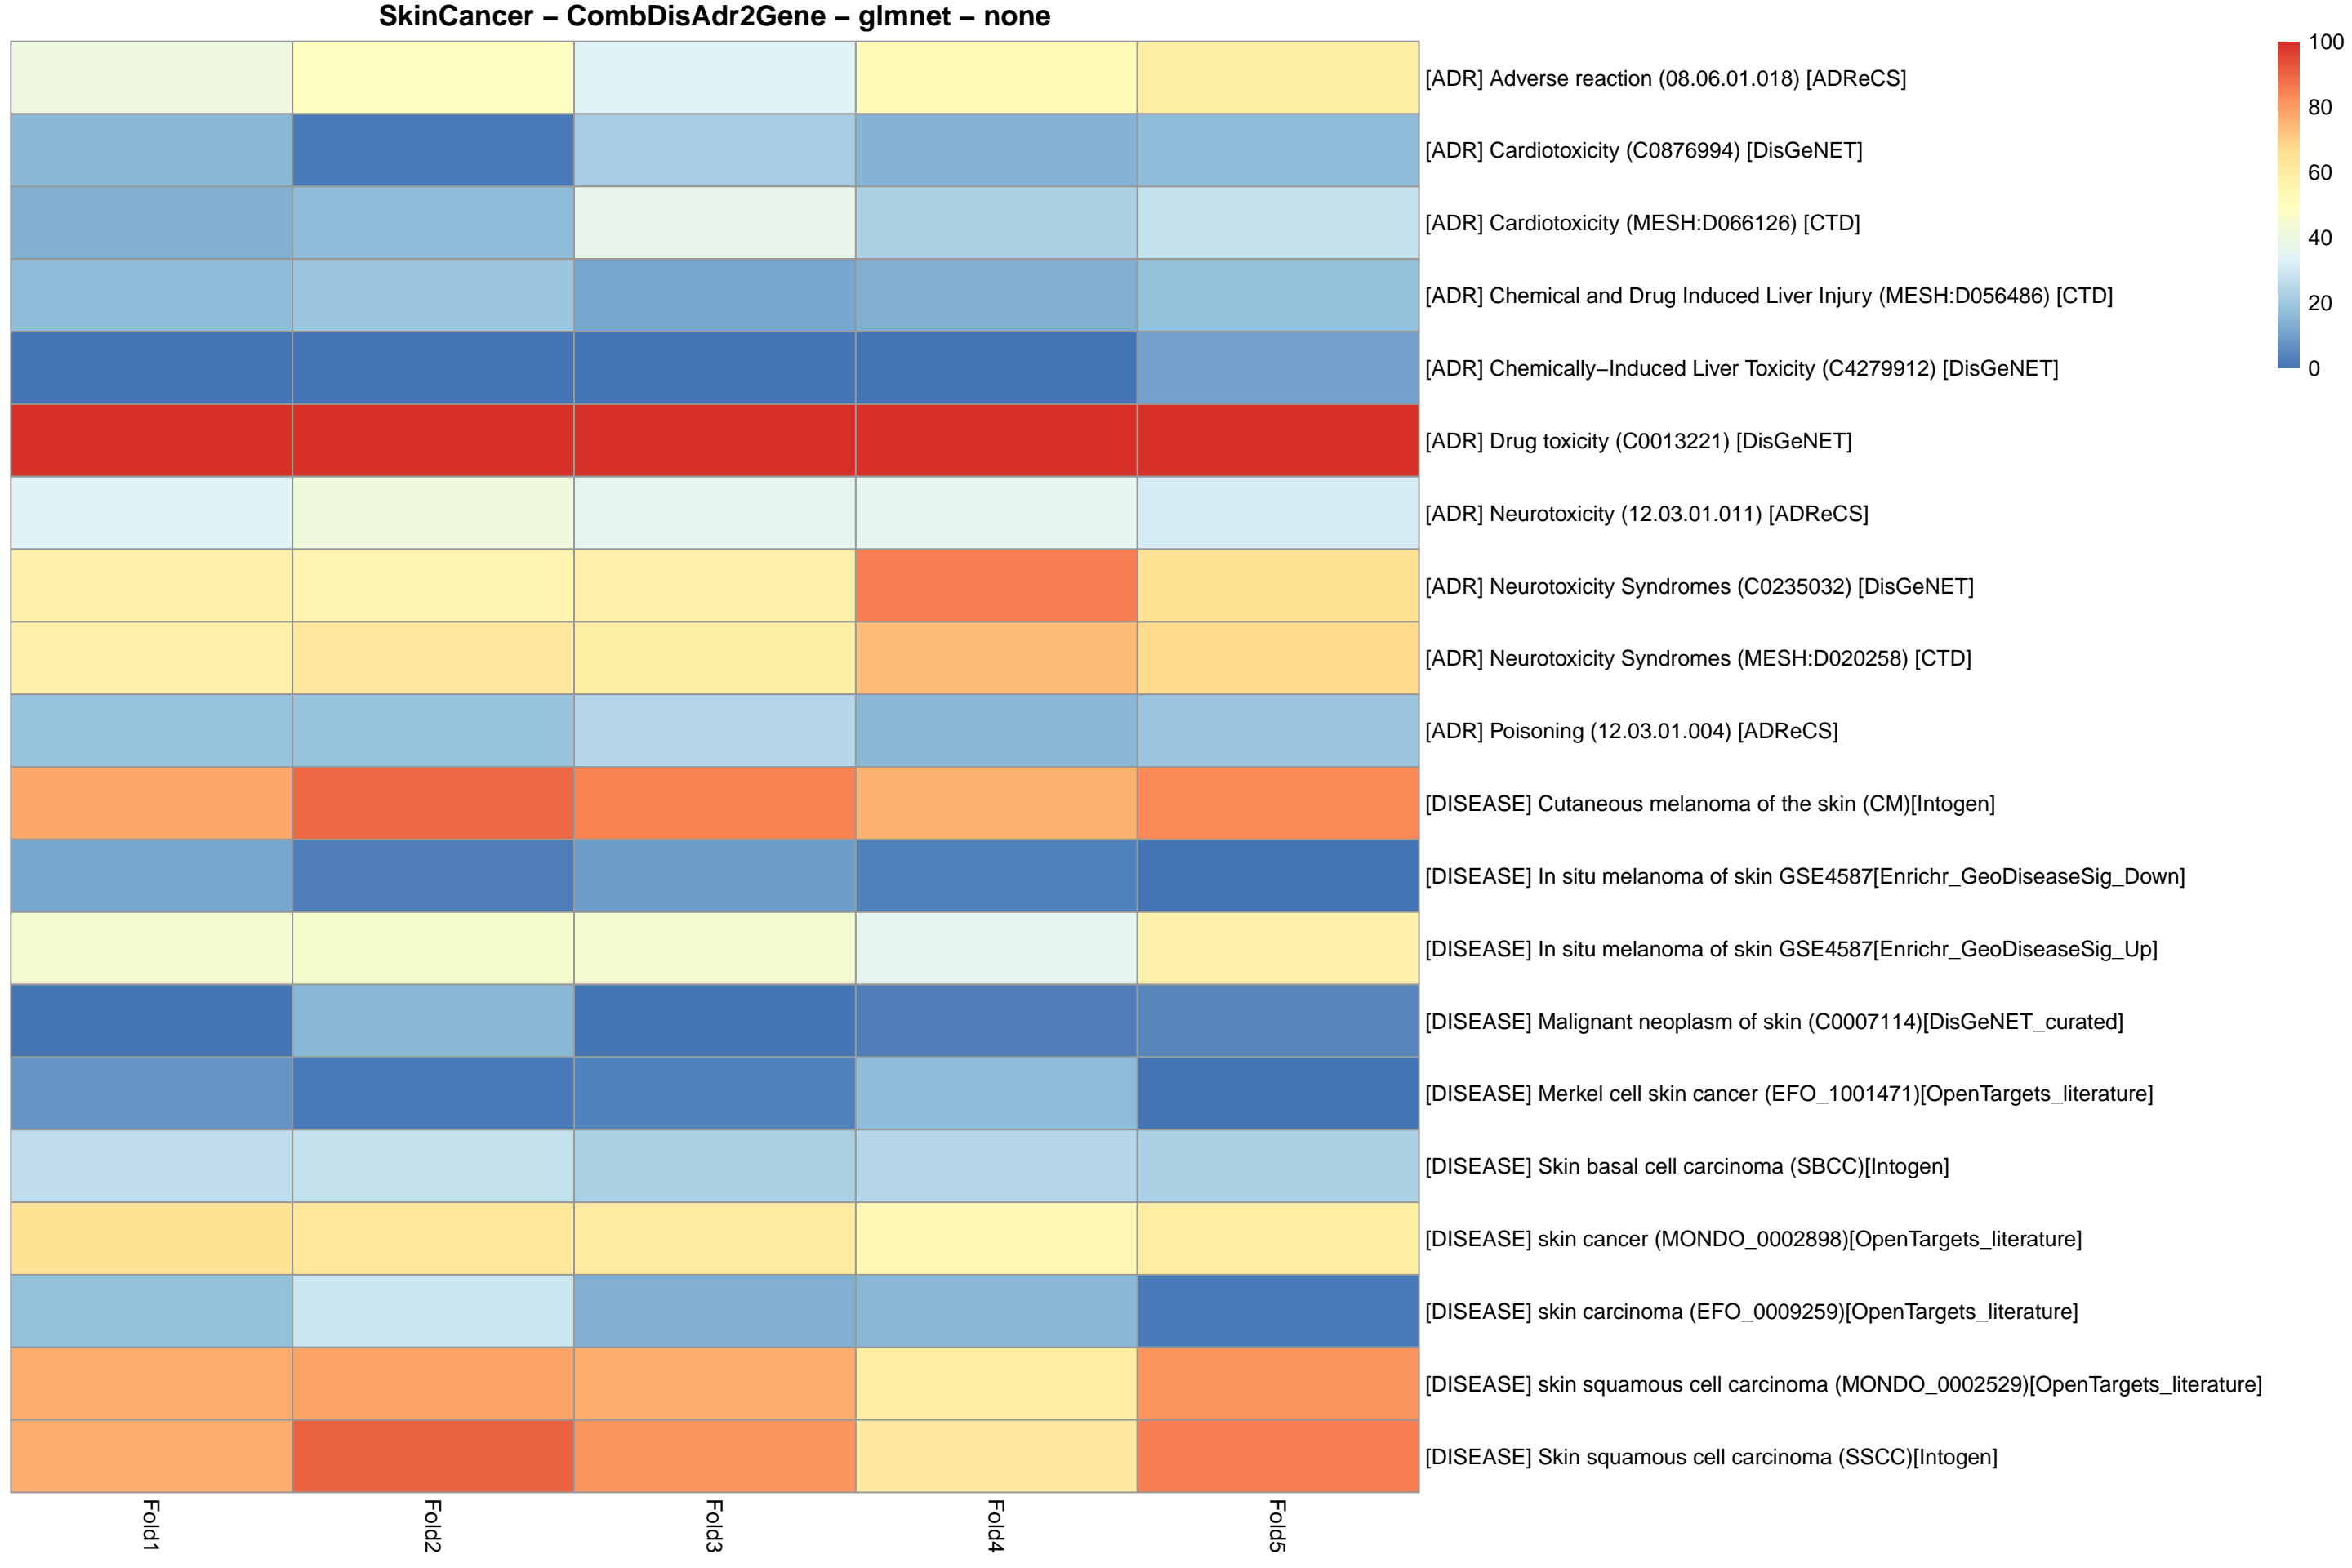 SkinCancer – CombDisAdr2Gene – glmnet – none
100
80
60
40
20
0
[ADR] Adverse reaction (08.06.01.018) [ADReCS]
[ADR] Cardiotoxicity (C0876994) [DisGeNET]
[ADR] Cardiotoxicity (MESH:D066126) [CTD]
[ADR] Chemical and Drug Induced Liver Injury (MESH:D056486) [CTD]
[ADR] Chemically−Induced Liver Toxicity (C4279912) [DisGeNET]
[ADR] Drug toxicity (C0013221) [DisGeNET]
[ADR] Neurotoxicity (12.03.01.011) [ADReCS]
[ADR] Neurotoxicity Syndromes (C0235032) [DisGeNET]
[ADR] Neurotoxicity Syndromes (MESH:D020258) [CTD]
[ADR] Poisoning (12.03.01.004) [ADReCS]
[DISEASE] Cutaneous melanoma of the skin (CM)[Intogen]
[DISEASE] In situ melanoma of skin GSE4587[Enrichr_GeoDiseaseSig_Down]
[DISEASE] In situ melanoma of skin GSE4587[Enrichr_GeoDiseaseSig_Up]
[DISEASE] Malignant neoplasm of skin (C0007114)[DisGeNET_curated]
[DISEASE] Merkel cell skin cancer (EFO_1001471)[OpenTargets_literature]
[DISEASE] Skin basal cell carcinoma (SBCC)[Intogen]
[DISEASE] skin cancer (MONDO_0002898)[OpenTargets_literature]
[DISEASE] skin carcinoma (EFO_0009259)[OpenTargets_literature]
[DISEASE] skin squamous cell carcinoma (MONDO_0002529)[OpenTargets_literature]
[DISEASE] Skin squamous cell carcinoma (SSCC)[Intogen]
Fold1
Fold2
Fold3
Fold4
Fold5